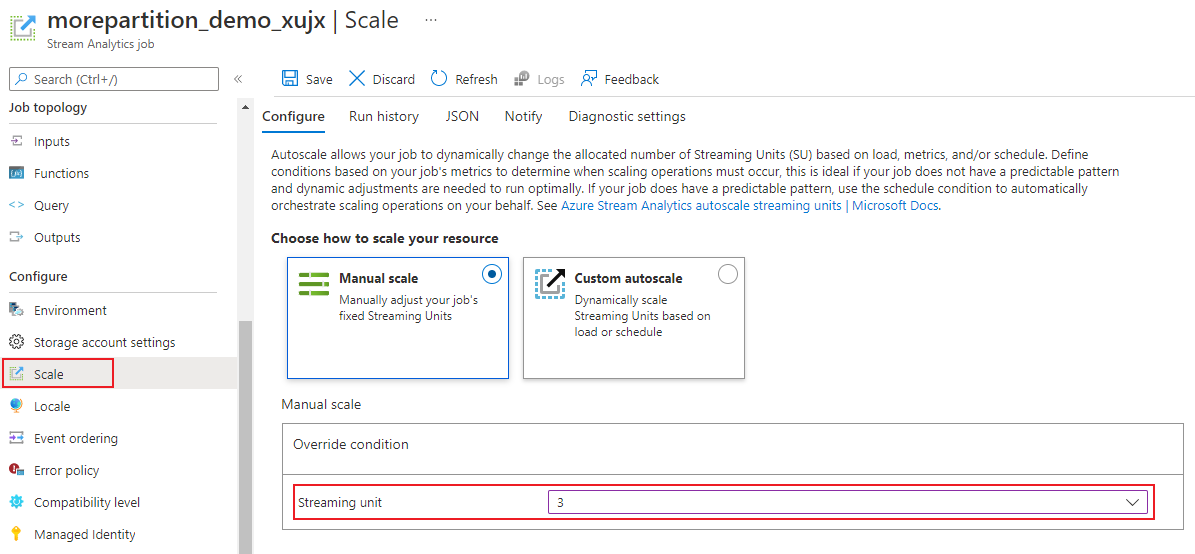 morepartition_demo_xujx | Scale ...
Stream Analytics job
Search (Ctrl+/)
«
Job topology
Inputs
Functions
Query
Outputs
Configure
Environment
Storage account settings
Scale
Locale
Event ordering
Error policy
Compatibility level
Managed Identity
Save
Discard
Refresh
Logs
Feedback
Configure
Run history
JSON
Notify
Diagnostic settings
Autoscale allows your job to dynamically change the allocated number of Streaming Units (SU) based on load, metrics, and/or schedule. Define
conditions based on your job's metrics to determine when scaling operations must occur, this is ideal if your job does not have a predictable pattern
and dynamic adjustments are needed to run optimally. If your job does have a predictable pattern, use the schedule condition to automatically
orchestrate scaling operations on your behalf. See Azure Stream Analytics autoscale streaming units | Microsoft Docs.
Choose how to scale your resource
Manual scale
Manually adjust your job's
fixed Streaming Units
Custom autoscale
Dynamically scale
Streaming Units based on
load or schedule
Manual scale
Override condition
Streaming unit
3